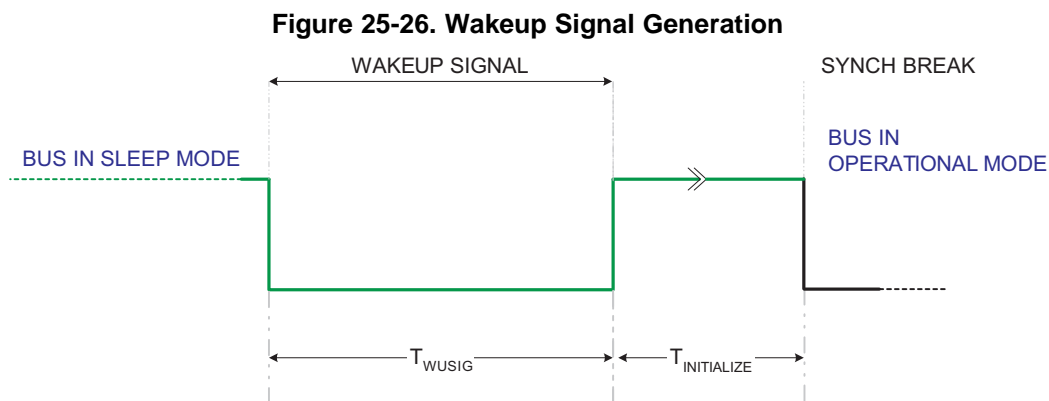 Figure 25-26. Wakeup Signal Generation
WAKEUP SIGNAL
SYNCH BREAK
BUS IN SLEEP MODE
BUS IN
OPERATIONAL MODE
TWUSIG
TINITIALIZE